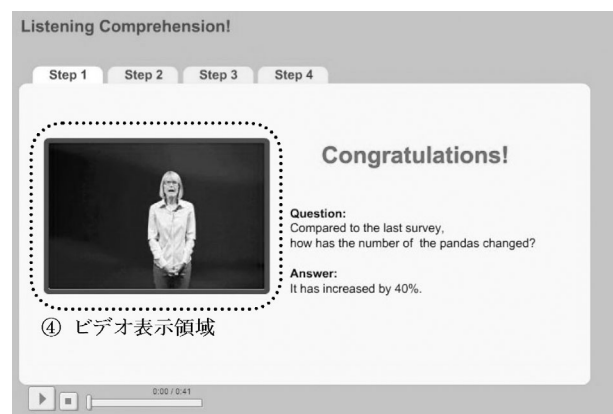 Listening Comprehension!
Step 1 Step 2 Step 3 Step 4
Congratulations!
Question:
Compared to the last survey,
how has the number of the pandas changed?
Answer:
It has increased by 40%.
④ ビデオ表示領域
0:00 / 0:41